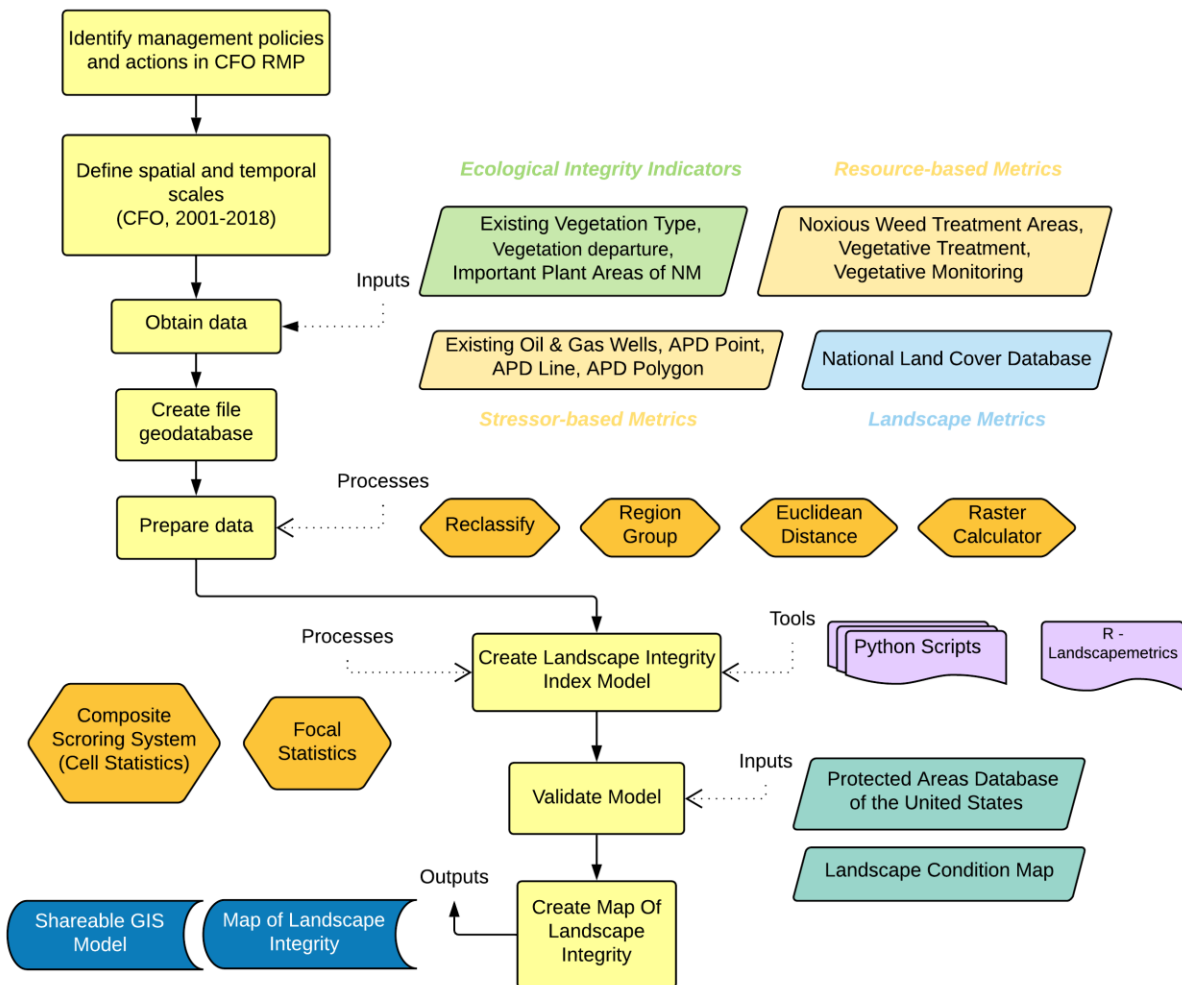 Identify management policies
and actions in CFO RMP
Define spatial and temporal
scales
(CFO, 2001-2018)
Ecological Integrity Indicators
Resource-based Metrics
Existing Vegetation Type,
Vegetation departure,
Important Plant Areas of NM
Noxious Weed Treatment Areas,
Vegetative Treatment,
Vegetative Monitoring
Inputs
Obtain data
Existing Oil & Gas Wells, APD Point,
APD Line, APD Polygon
National Land Cover Database
Stressor-based Metrics
Landscape Metrics
Create file
geodatabase
Processes
Prepare data
Reclassify
Region
Group
Euclidean
Distance
Raster
Calculator
Processes
Create Landscape Integrity
Index Model
Tools
Python Scripts
R -
Landscapemetrics
Composite
Scroring System
(Cell Statistics)
Focal
Statistics
Validate Model
Inputs
Protected Areas Database
of the United States
Landscape Condition Map
Outputs
Create Map Of
Landscape
Integrity
Shareable GIS
Model
Map of Landscape
Integrity